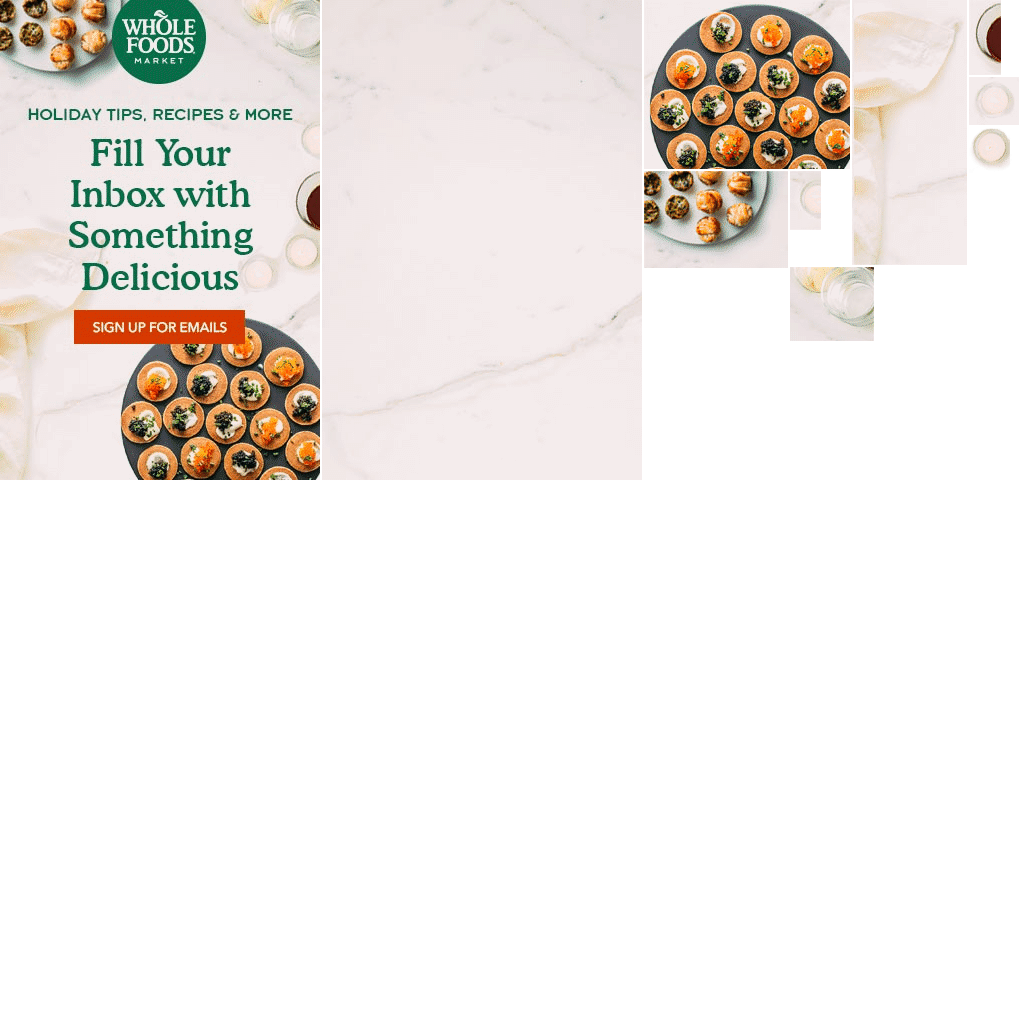 WHOLE
FOODS
MARKET
HOLIDAY TIPS, RECIPES & MORE
Fill Your
Inbox with
Something
Delicious
SIGN UP FOR EMAILS